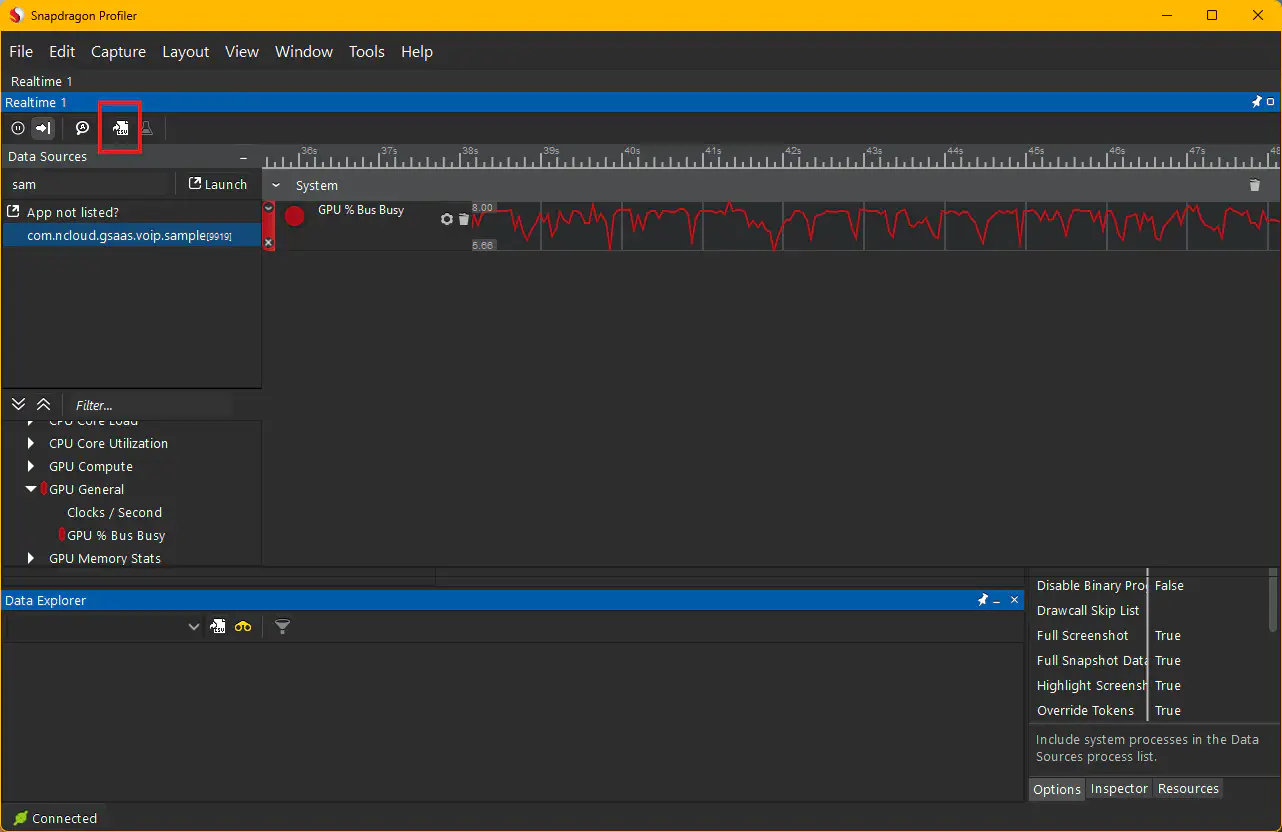 Snapdragon Profiler
File Edit Capture Layout View Window Tools Help
Realtime 1
Realtime 1
Data Sources
36s 37s 38s 39s 40s 41s 42s 43s 44s 45s 46s 47s 48
sam Launch
System
App not listed?
GPU % Bus Busy
8.00
5.66
com.ncloud.gsaas.voip.sample[9919]
Filter...
CPU Core Load
CPU Core Utilization
GPU Compute
GPU General
Clocks / Second
GPU % Bus Busy
GPU Memory Stats
Data Explorer
Disable Binary Pro False
Drawcall Skip List
Full Screenshot True
Full Snapshot Data True
Highlight Screensh True
Override Tokens True
Include system processes in the Data
Sources process list.
Options Inspector Resources
Connected